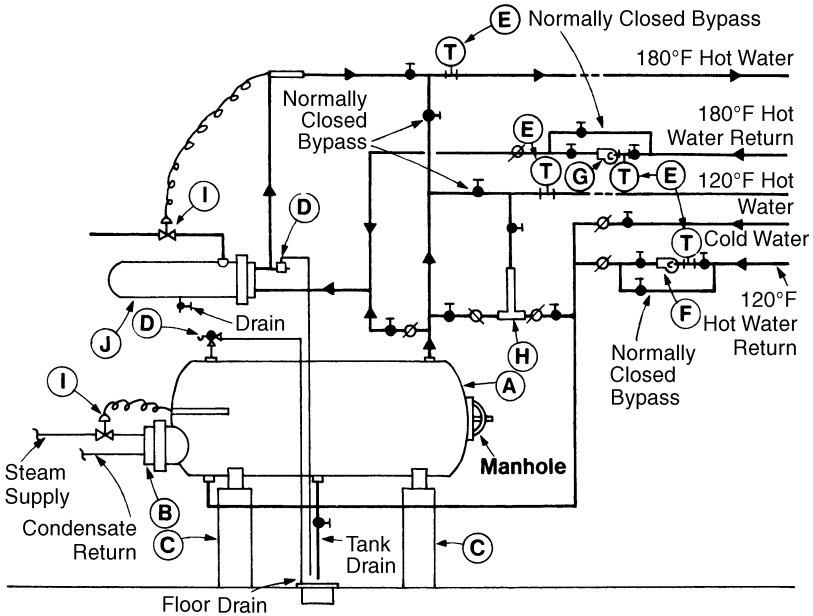 E
Normally Closed Bypass
T
180°F Hot Water
Normally
Closed
Bypass
180°F Hot
Water Return
E
T
G
T
E
120°F Hot
Water
I
D
T
Cold Water
J
Drain
D
F
120°F
Hot Water
Return
H
Normally
Closed
Bypass
I
A
Manhole
Steam
Supply
B
Condensate
Return
C
C
Tank
Drain
Floor Drain